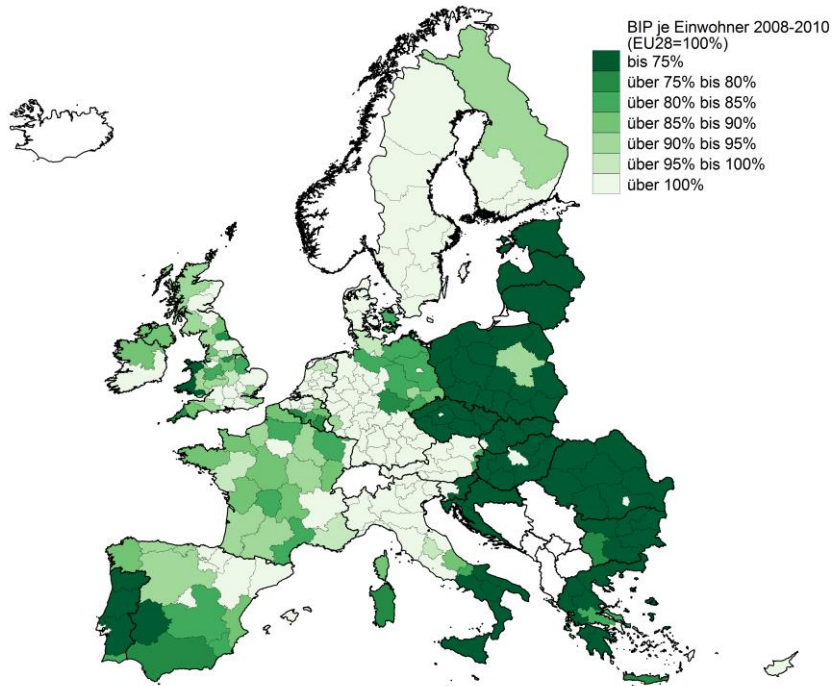 BIP je Einwohner 2008-2010
(EU28=100%)
bis 75%
über 75% bis 80%
über 80% bis 85%
über 85% bis 90%
über 90% bis 95%
über 95% bis 100%
über 100%